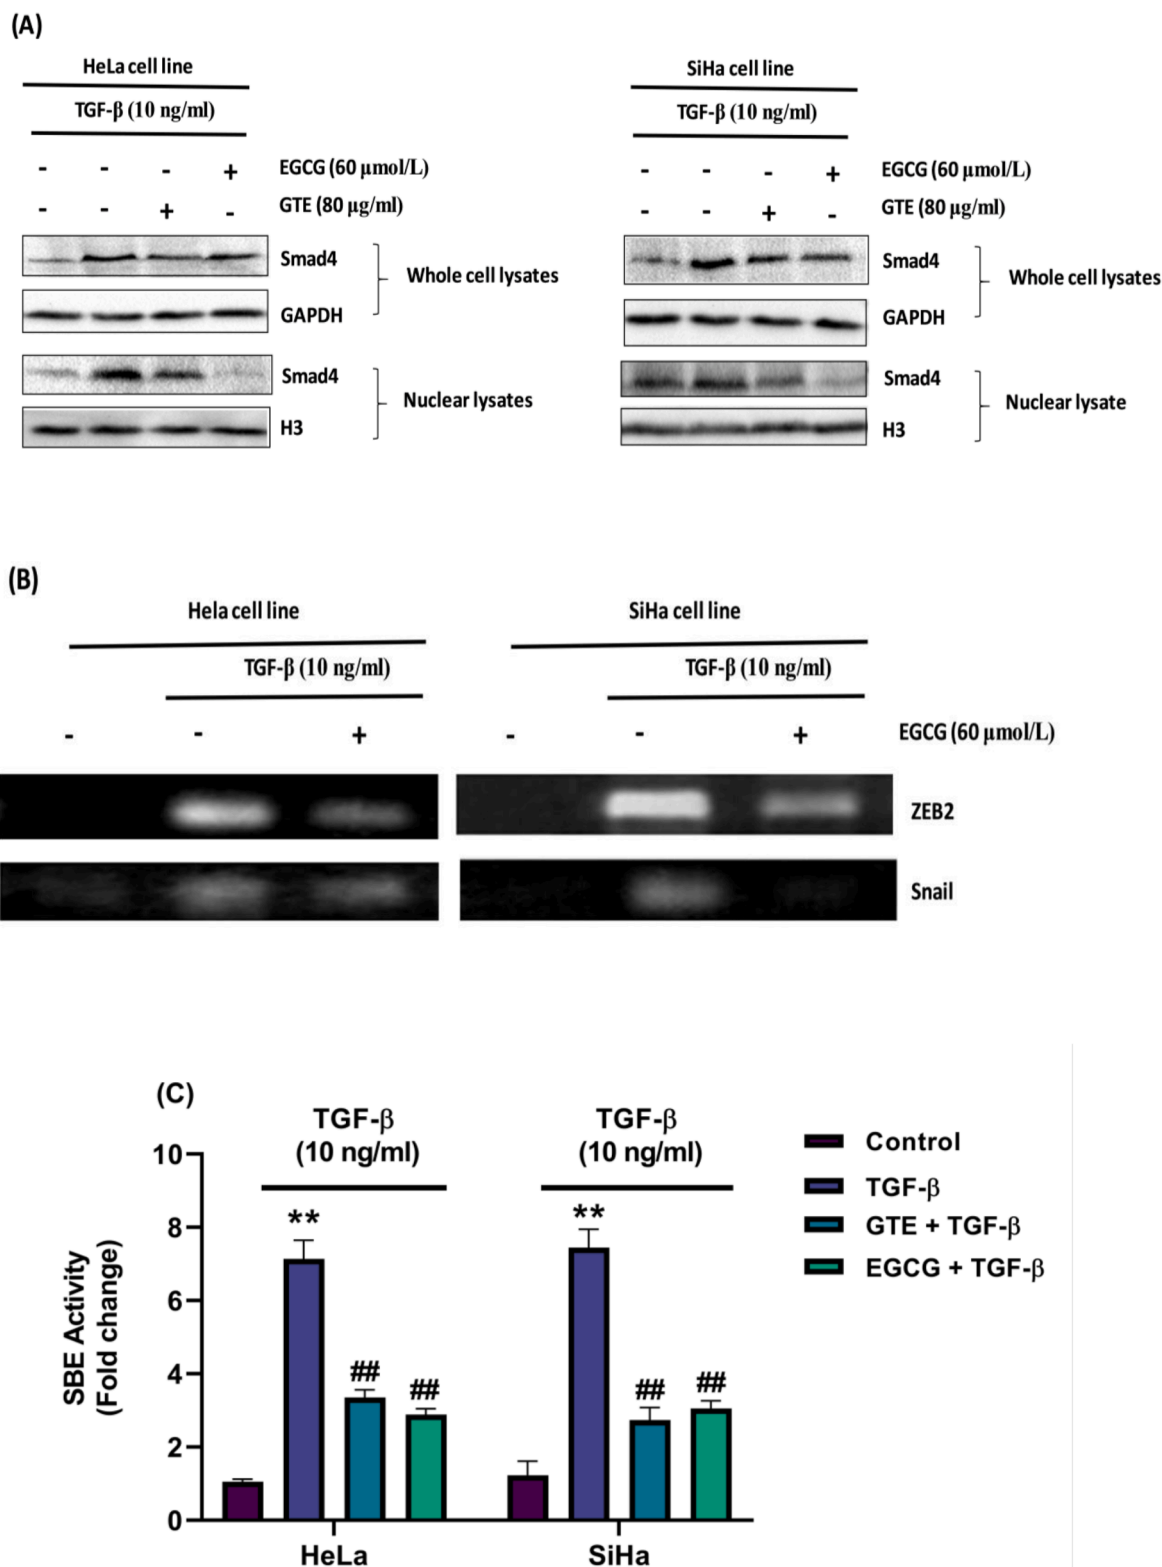 (A)
HeLa cell line
TGF-β (10 ng/ml)
- - - + EGCG (60 µmol/L)
- - + - GTE (80 µg/ml)
Smad4
Whole cell lysates
GAPDH
Smad4
Nuclear lysates
H3
SiHa cell line
TGF-β (10 ng/ml)
- - - + EGCG (60 µmol/L)
- - + - GTE (80 µg/ml)
Smad4
Whole cell lysates
GAPDH
Smad4
Nuclear lysate
H3
(B)
Hela cell line
TGF-β (10 ng/ml)
- - +
SiHa cell line
TGF-β (10 ng/ml)
- - + EGCG (60 µmol/L)
ZEB2
Snail
(C)
TGF-β
(10 ng/ml)
TGF-β
(10 ng/ml)
SBE Activity
(Fold change)
10
8
6
4
2
0
**
##
##
**
##
##
HeLa
SiHa
Control
TGF-β
GTE + TGF-β
EGCG + TGF-β